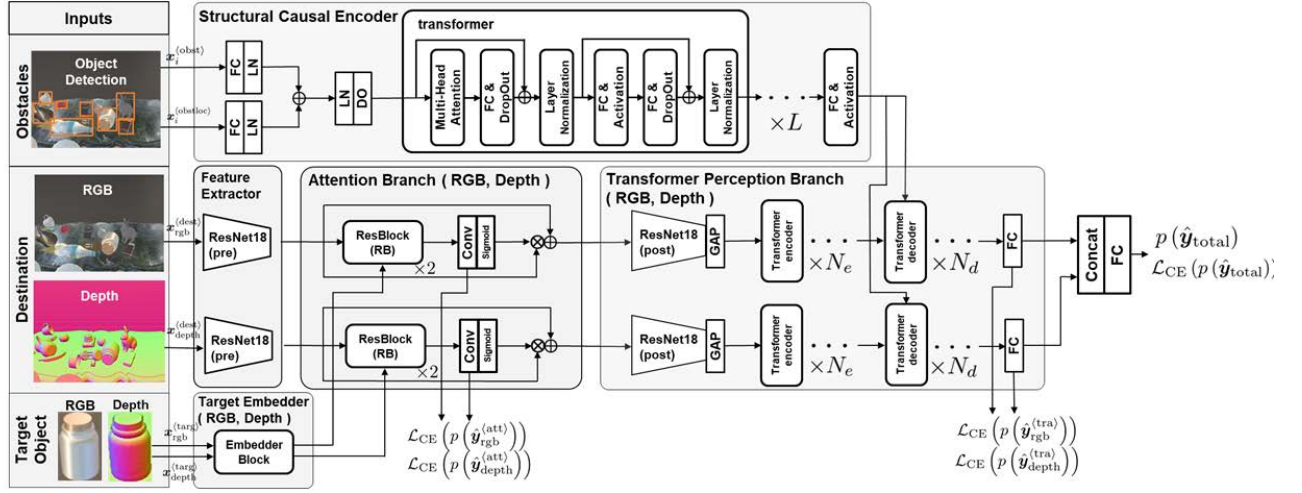 Inputs
Structural Causal Encoder
transformer
Obstacles
Object
Detection
x_i^{⟨obst⟩}
x_i^{⟨obstloc⟩}
FC
LN
FC
LN
LN
DO
Multi-Head
Attention
FC &
DropOut
Layer
Normalization
FC &
Activation
FC &
DropOut
Layer
Normalization
· · ·
×L
FC &
Activation
Destination
RGB
x_rgb^{⟨dest⟩}
Depth
x_depth^{⟨dest⟩}
Feature
Extractor
ResNet18
(pre)
ResNet18
(pre)
Attention Branch ( RGB, Depth )
ResBlock
(RB)
×2
Conv
Sigmoid
ResBlock
(RB)
×2
Conv
Sigmoid
Transformer Perception Branch
( RGB, Depth )
ResNet18
(post)
GAP
Transformer
encoder
· · ·
×N_e
Transformer
decoder
· · ·
×N_d
FC
ResNet18
(post)
GAP
Transformer
encoder
· · ·
×N_e
Transformer
decoder
· · ·
×N_d
FC
Concat
FC
p (ŷ_total)
L_CE (p (ŷ_total))
Target
Object
RGB
Depth
x_rgb^{⟨targ⟩}
x_depth^{⟨targ⟩}
Target Embedder
( RGB, Depth )
Embedder
Block
L_CE (p (ŷ_rgb^{⟨att⟩}))
L_CE (p (ŷ_depth^{⟨att⟩}))
L_CE (p (ŷ_rgb^{⟨tra⟩}))
L_CE (p (ŷ_depth^{⟨tra⟩}))